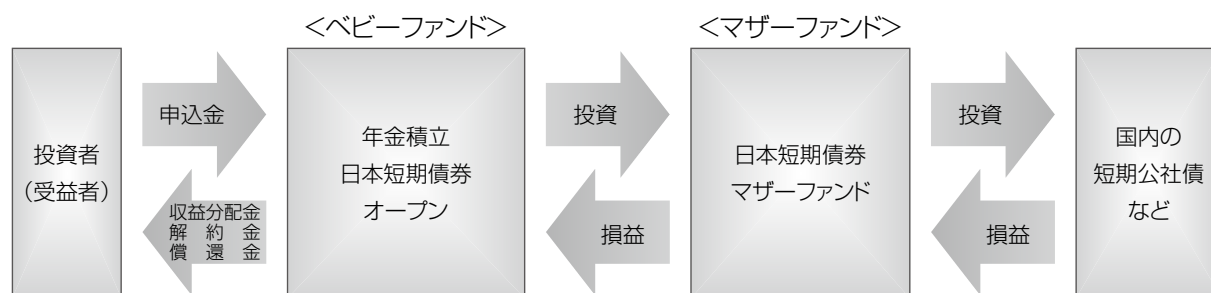 <ベビーファンド>
<マザーファンド>
投資者
(受益者)
申込金
収益分配金
解約金
償還金
年金積立
日本短期債券
オープン
投資
損益
日本短期債券
マザーファンド
投資
損益
国内の
短期公社債
など